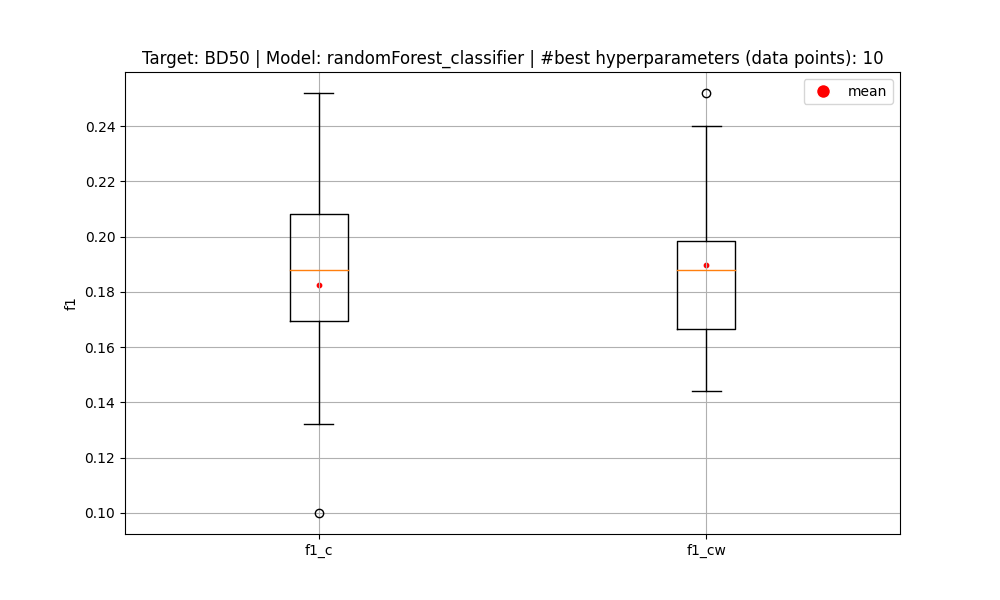 Target: BD50 | Model: randomForest_classifier | #best hyperparameters (data points): 10
mean
0.24
0.22
0.20
0.18
0.16
0.14
0.12
0.10
f1
f1_c
f1_cw